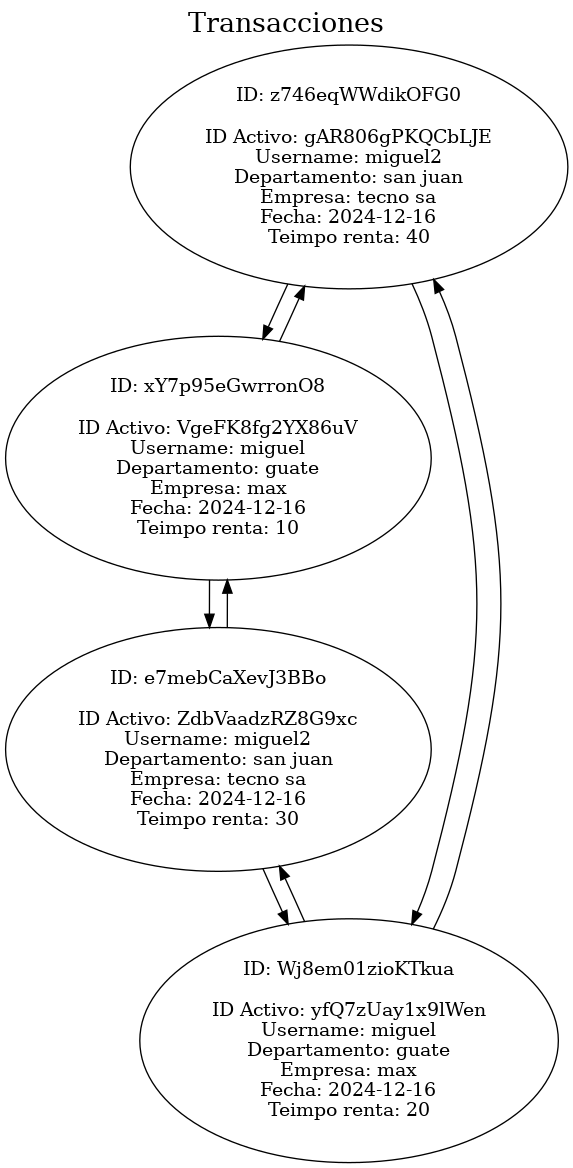 Transacciones
ID: z746eqWWdikOFG0
ID Activo: gAR806gPKQCbLJE
Username: miguel2
Departamento: san juan
Empresa: tecno sa
Fecha: 2024-12-16
Teimpo renta: 40
ID: xY7p95eGwrronO8
ID Activo: VgeFK8fg2YX86uV
Username: miguel
Departamento: guate
Empresa: max
Fecha: 2024-12-16
Teimpo renta: 10
ID: e7mebCaXevJ3BBo
ID Activo: ZdbVaadzRZ8G9xc
Username: miguel2
Departamento: san juan
Empresa: tecno sa
Fecha: 2024-12-16
Teimpo renta: 30
ID: Wj8em01zioKTkua
ID Activo: yfQ7zUay1x9lWen
Username: miguel
Departamento: guate
Empresa: max
Fecha: 2024-12-16
Teimpo renta: 20